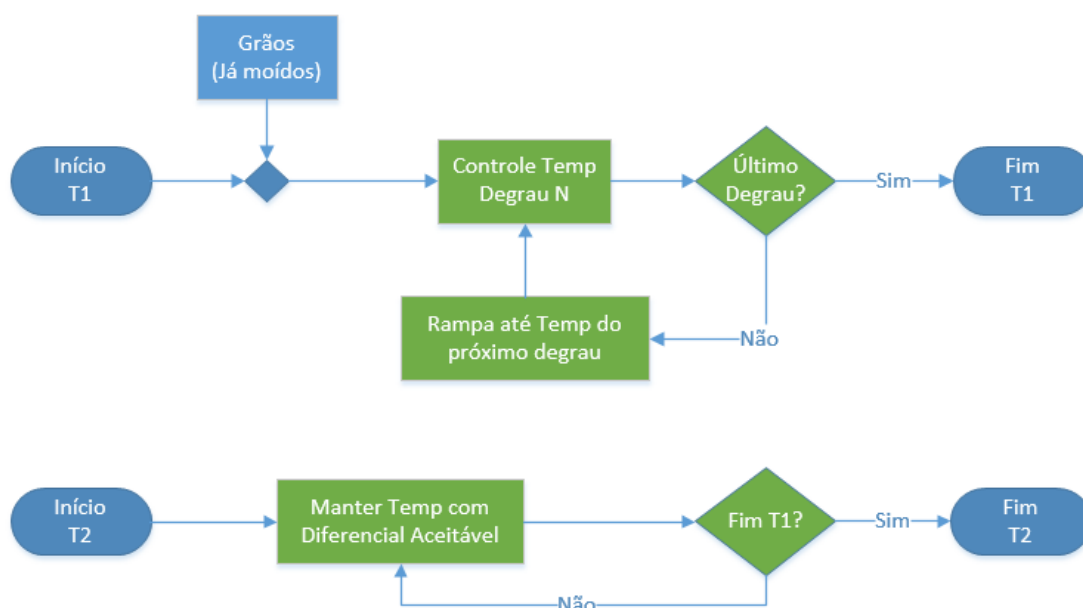 Grãos
(Já moídos)
Início
T1
Controle Temp
Degrau N
Último
Degrau?
Sim
Fim
T1
Rampa até Temp do
próximo degrau
Não
Início
T2
Manter Temp com
Diferencial Aceitável
Fim T1?
Sim
Fim
T2
Não